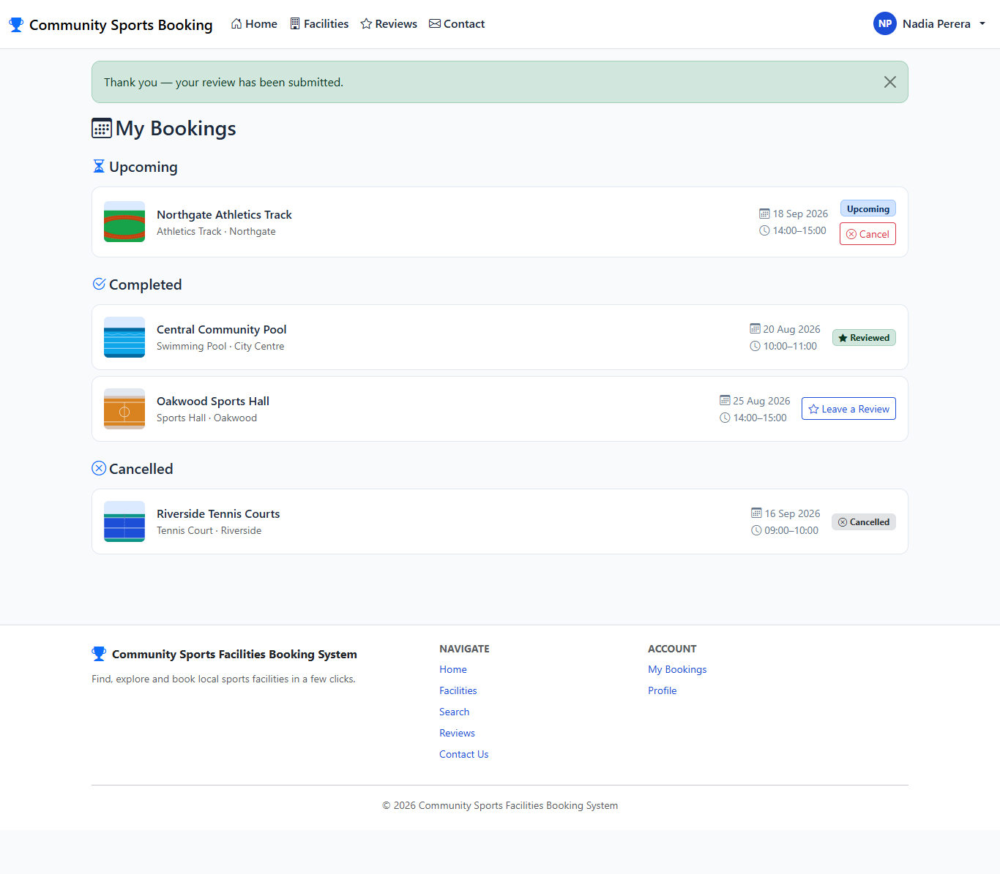 Community Sports Booking Home Facilities Reviews Contact NP Nadia Perera
Thank you — your review has been submitted.
My Bookings
Upcoming
Northgate Athletics Track
Athletics Track · Northgate
18 Sep 2026
14:00–15:00
Upcoming
Cancel
Completed
Central Community Pool
Swimming Pool · City Centre
20 Aug 2026
10:00–11:00
Reviewed
Oakwood Sports Hall
Sports Hall · Oakwood
25 Aug 2026
14:00–15:00
Leave a Review
Cancelled
Riverside Tennis Courts
Tennis Court · Riverside
16 Sep 2026
09:00–10:00
Cancelled
Community Sports Facilities Booking System
Find, explore and book local sports facilities in a few clicks.
NAVIGATE
Home
Facilities
Search
Reviews
Contact Us
ACCOUNT
My Bookings
Profile
© 2026 Community Sports Facilities Booking System